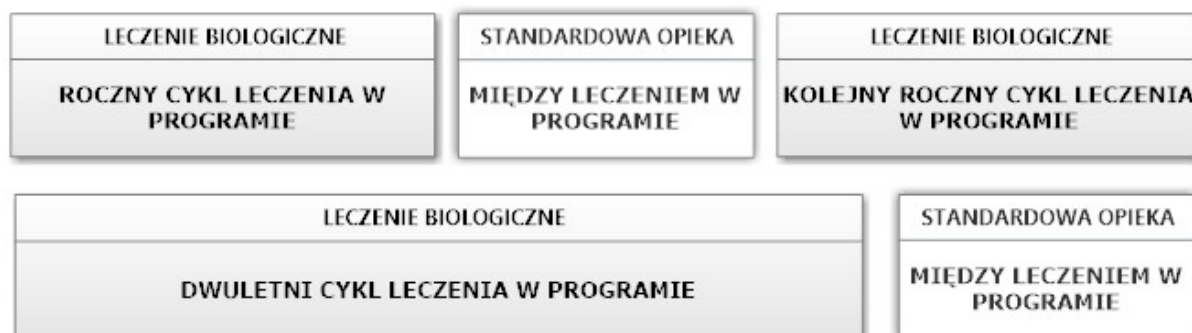 LECZENIE BIOLOGICZNE
ROCZNY CYKL LECZENIA W
PROGRAMIE
STANDARDOWA OPIEKA
MIĘDZY LECZENIEM W
PROGRAMIE
LECZENIE BIOLOGICZNE
KOLEJNY ROCZNY CYKL LECZENIA
W PROGRAMIE
LECZENIE BIOLOGICZNE
DWULETNI CYKL LECZENIA W PROGRAMIE
STANDARDOWA OPIEKA
MIĘDZY LECZENIEM W
PROGRAMIE